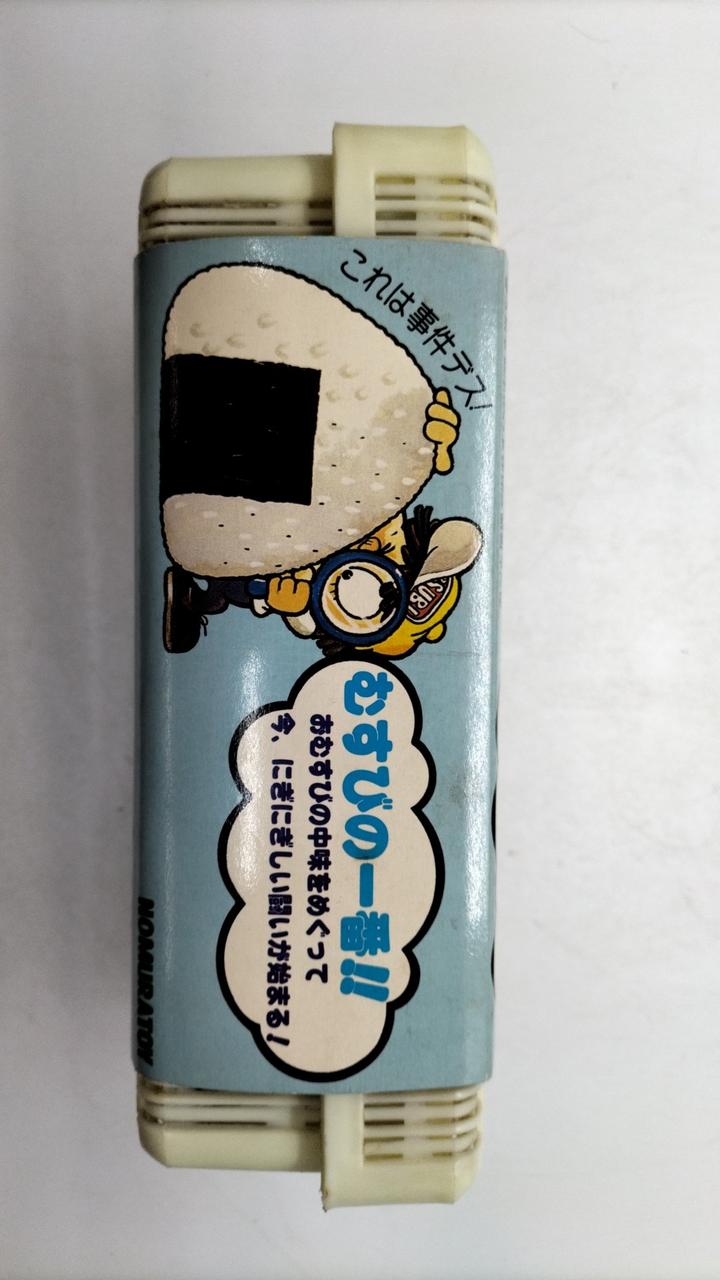 これは事件デス!
SUBI
むすびの一番!!
おむすびの中味をめぐって
今、にぎにぎしい闘いが始まる!
NOMURATOY